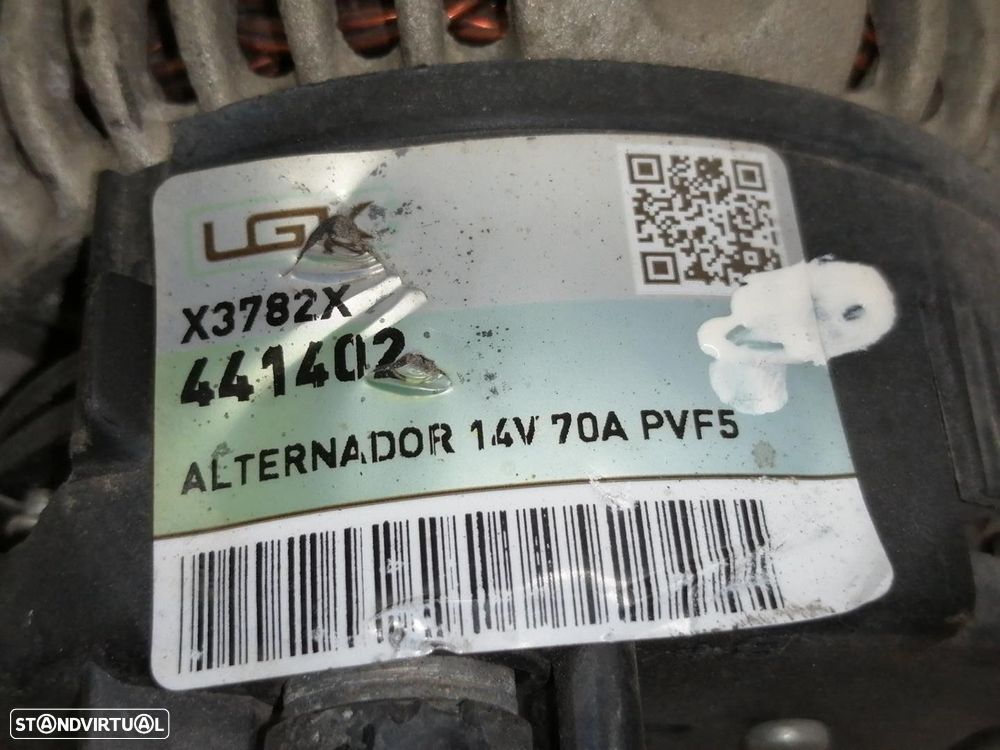 X3782X
441402
ALTERNADOR 14V 70A PVF5
STANDVIRTUAL